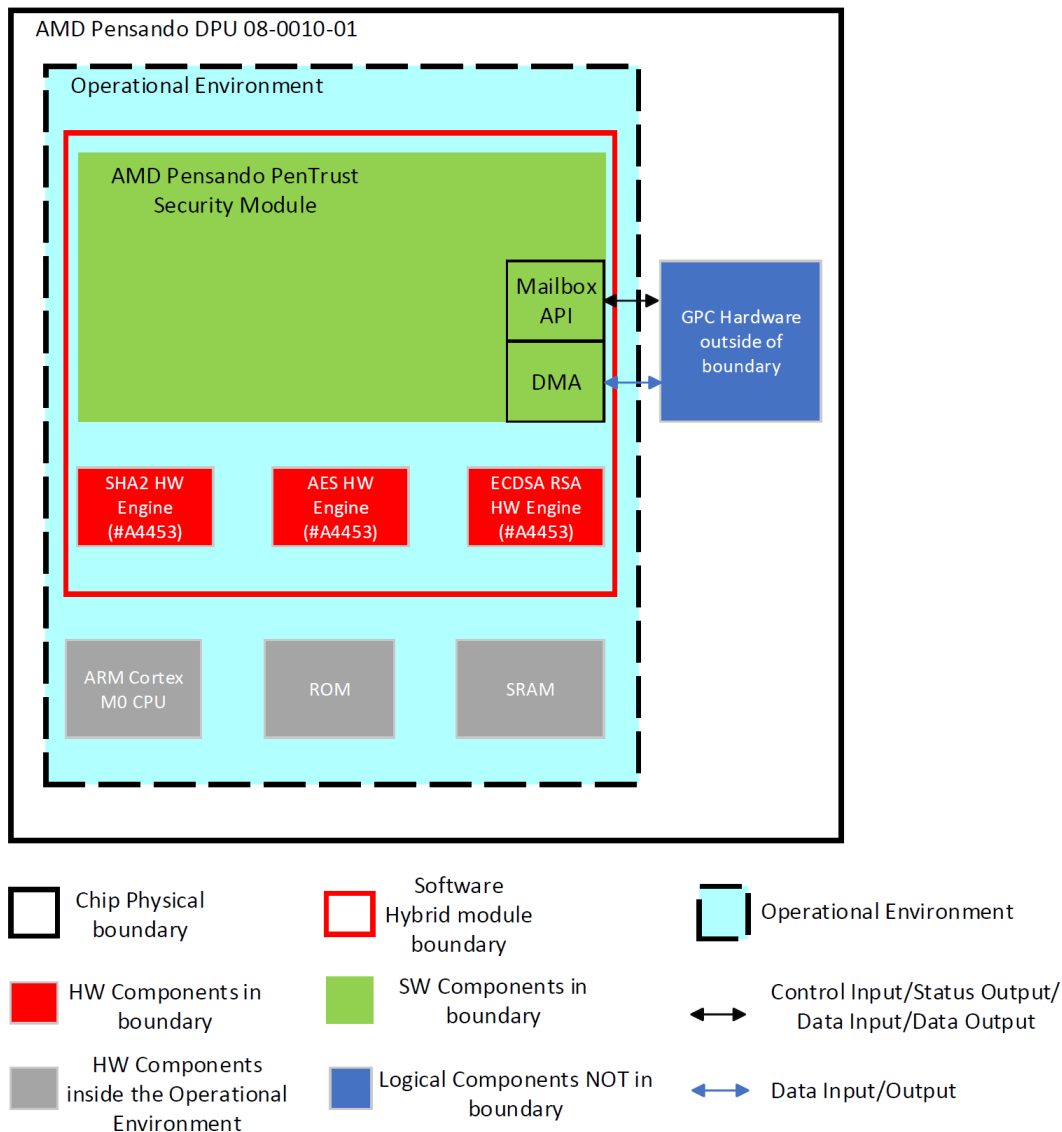 AMD Pensando DPU 08-0010-01
Operational Environment
AMD Pensando PenTrust
Security Module
Mailbox
API
DMA
GPC Hardware
outside of
boundary
SHA2 HW
Engine
(#A4453)
AES HW
Engine
(#A4453)
ECDSA RSA
HW Engine
(#A4453)
ARM Cortex
M0 CPU
ROM
SRAM
Chip Physical
boundary
Software
Hybrid module
boundary
Operational Environment
HW Components in
boundary
SW Components in
boundary
Control Input/Status Output/
Data Input/Data Output
HW Components
inside the Operational
Environment
Logical Components NOT in
boundary
Data Input/Output